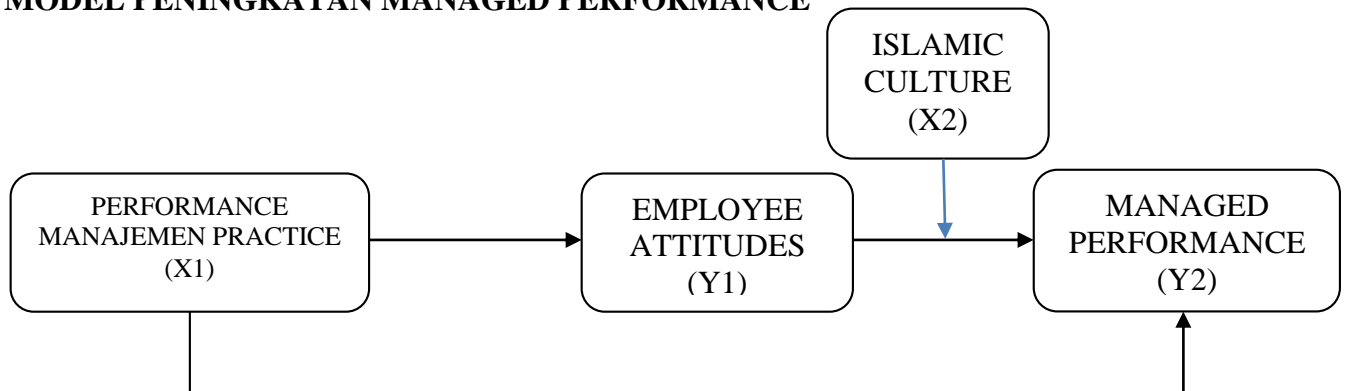 MODEL PENINGKATAN MANAGED PERFORMANCE
ISLAMIC
CULTURE
(X2)
PERFORMANCE
MANAJEMEN PRACTICE
(X1)
EMPLOYEE
ATTITUDES
(Y1)
MANAGED
PERFORMANCE
(Y2)